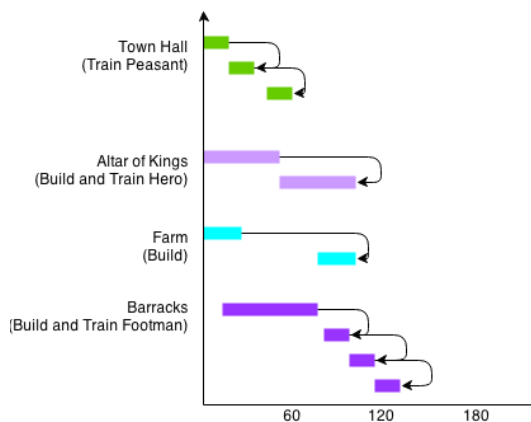 Town Hall
(Train Peasant)
Altar of Kings
(Build and Train Hero)
Farm
(Build)
Barracks
(Build and Train Footman)
60 120 180